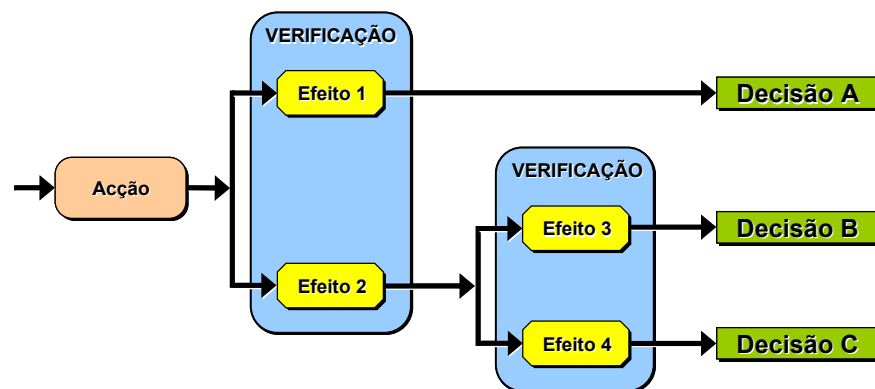 VERIFICAÇÃO
Efeito 1
Decisão A
VERIFICAÇÃO
Acção
Efeito 3
Decisão B
Efeito 2
Efeito 4
Decisão C